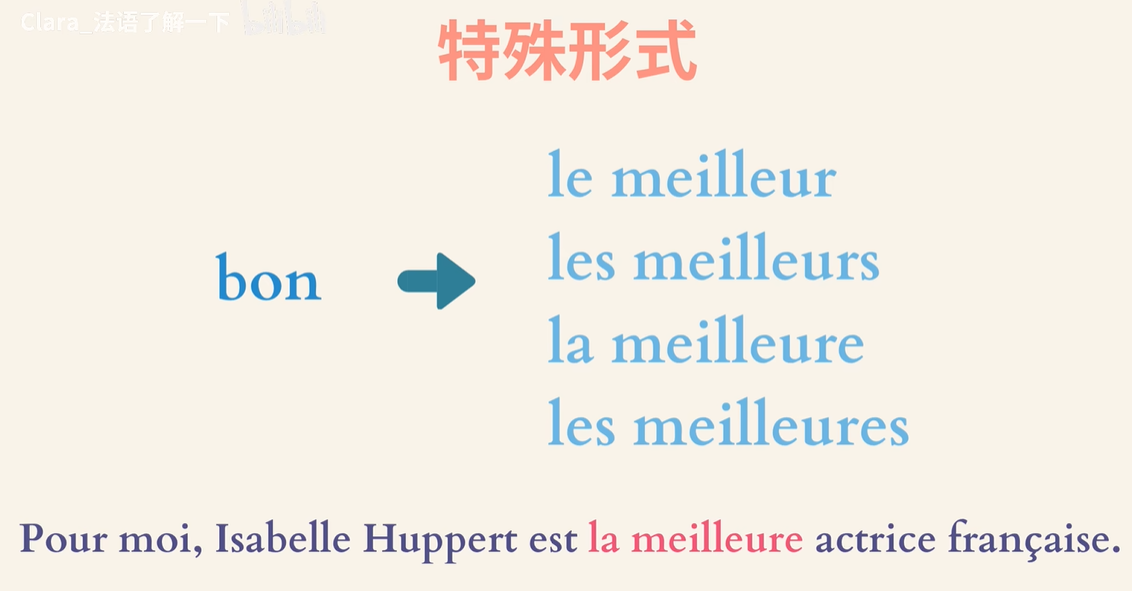 Clara_法语了解一下 bilibili
特殊形式
le meilleur
les meilleurs
bon
la meilleure
les meilleures
Pour moi, Isabelle Huppert est la meilleure actrice française.